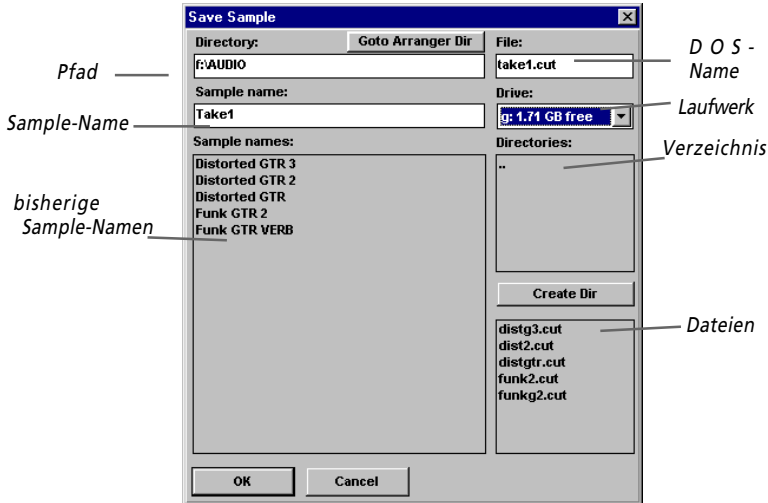 Save Sample
Directory:
Goto Arranger Dir
File:
f:\AUDIO
take1.cut
Sample name:
Drive:
Take1
g: 1.71 GB free
Sample names:
Directories:
Distorted GTR 3
Distorted GTR 2
Distorted GTR
Funk GTR 2
Funk GTR VERB
..
Create Dir
distg3.cut
dist2.cut
distgtr.cut
funk2.cut
funkg2.cut
OK
Cancel
Pfad
Sample-Name
bisherige
Sample-Namen
DOS-
Name
Laufwerk
Verzeichnis
Dateien